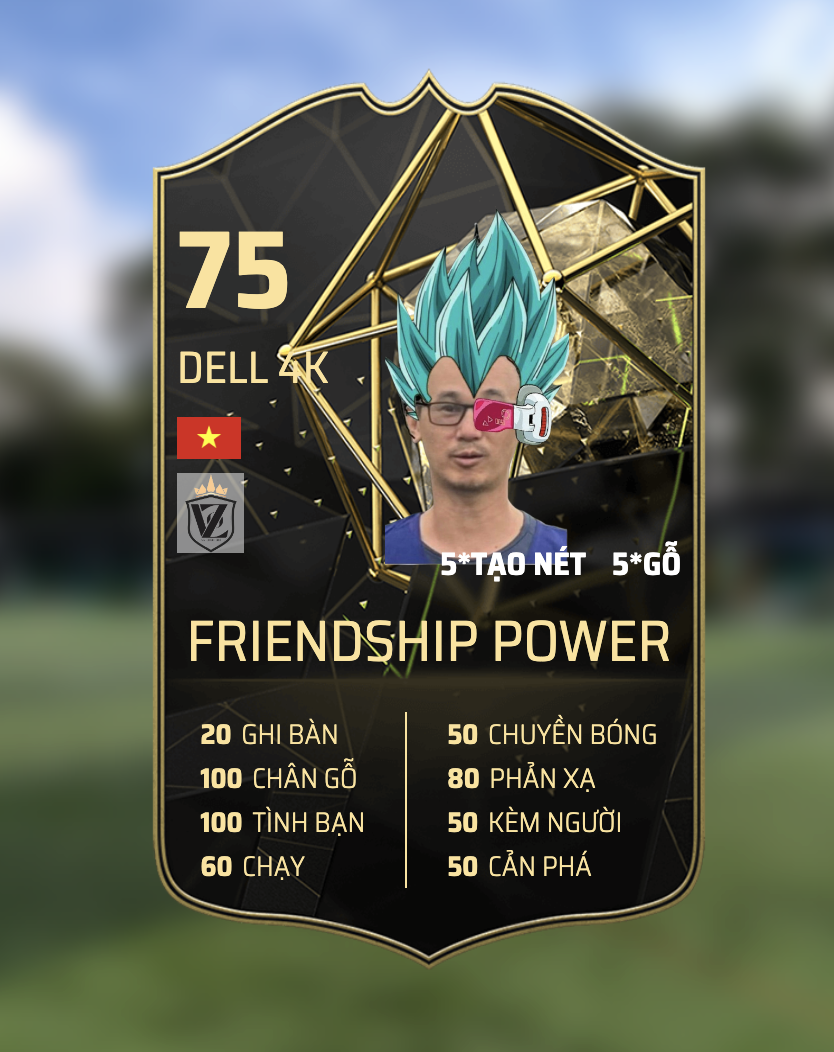 75
DELL 4K
VZ
5*TẠO NÉT 5*GỖ
FRIENDSHIP POWER
20 GHI BÀN
100 CHÂN GỖ
100 TÌNH BẠN
60 CHẠY
50 CHUYỀN BÓNG
80 PHẢN XẠ
50 KÈM NGƯỜI
50 CẢN PHÁ